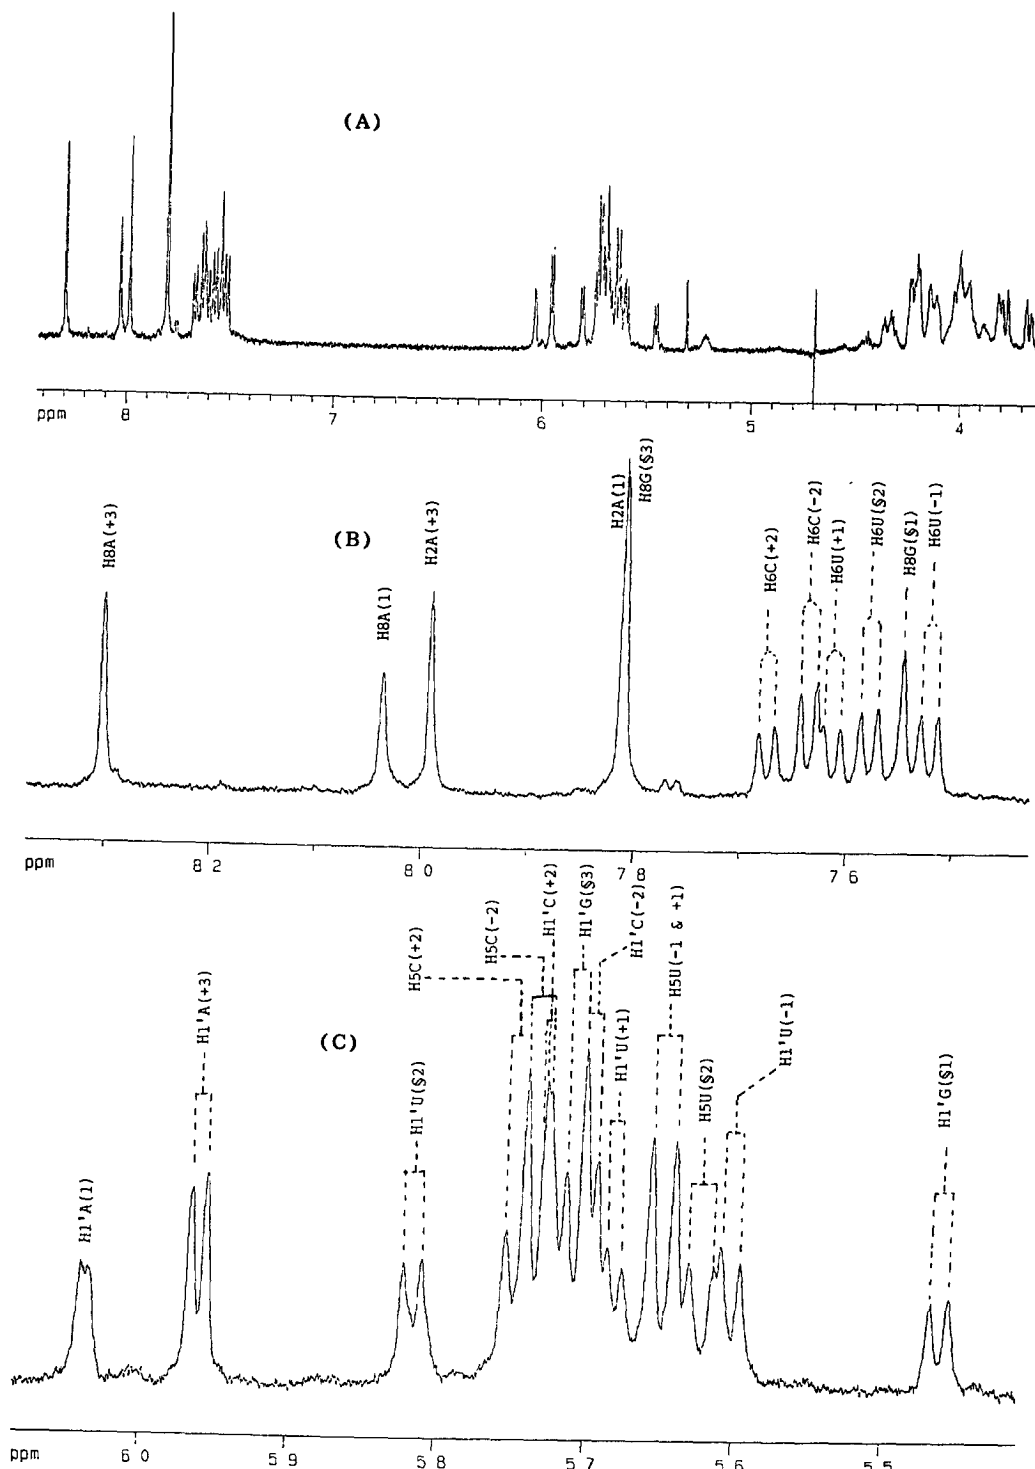 (A)
ppm 8 7 6 5 4
(B)
H8A(+3)
H8A(1)
H2A(+3)
H2A(1)
H8G(§3)
H6C(+2)
H6C(-2)
H6U(+1)
H6U(§2)
H8G(§1)
H6U(-1)
ppm 8 2 8 0 7 8 7 6
(C)
H1'A(1)
H1'A(+3)
H1'U(§2)
H5C(+2)
H5C(-2)
H1'C(+2)
H1'G(§3)
H1'C(-2)
H1'U(+1)
H5U(-1 & +1)
H5U(§2)
H1'U(-1)
H1'G(§1)
ppm 6 0 5 9 5 8 5 7 5 6 5 5